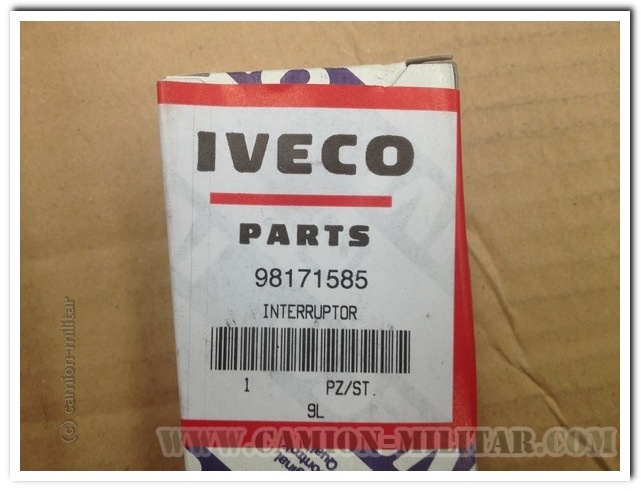 IVECO
PARTS
98171585
INTERRUPTOR
1 PZ/ST.
9L
WWW.CAMION-MILITAR.COM
(c) camion-militar